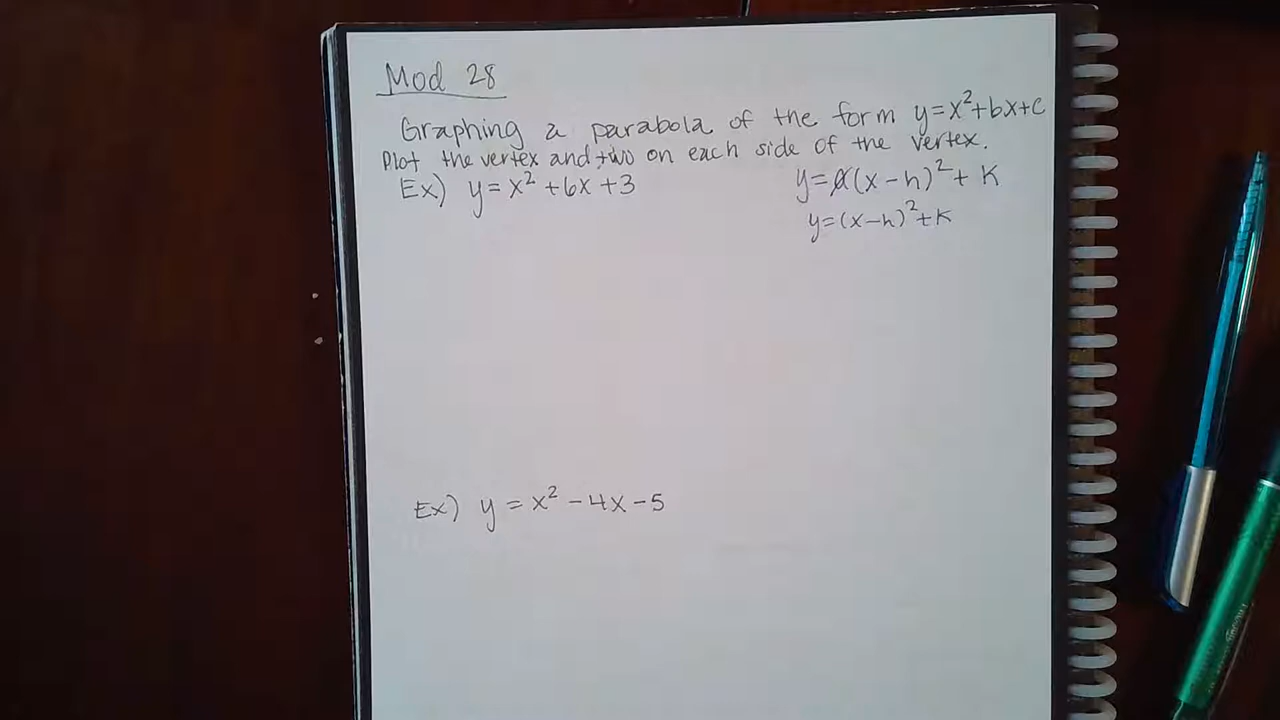 Mod 28
Graphing a parabola of the form y=x²+bx+c
Plot the vertex and two on each side of the vertex.
Ex) y=x²+6x+3
y=a(x-h)²+k
y=(x-h)²+k
Ex) y=x²-4x-5